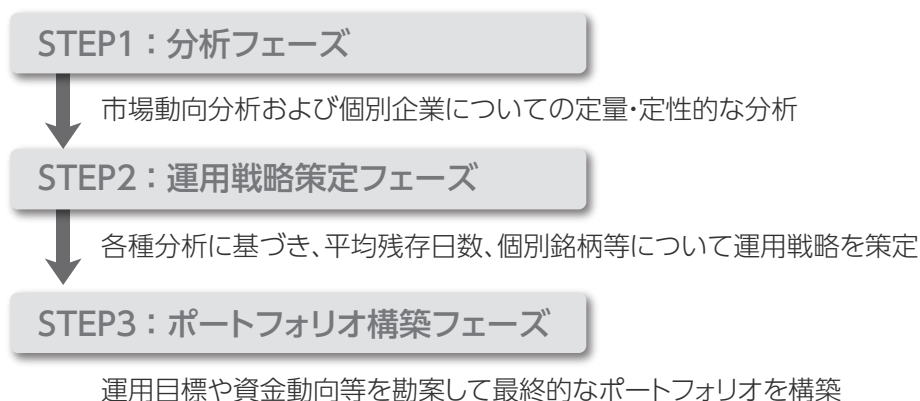 STEP1：分析フェーズ
市場動向分析および個別企業についての定量・定性的な分析
STEP2：運用戦略策定フェーズ
各種分析に基づき、平均残存日数、個別銘柄等について運用戦略を策定
STEP3：ポートフォリオ構築フェーズ
運用目標や資金動向等を勘案して最終的なポートフォリオを構築